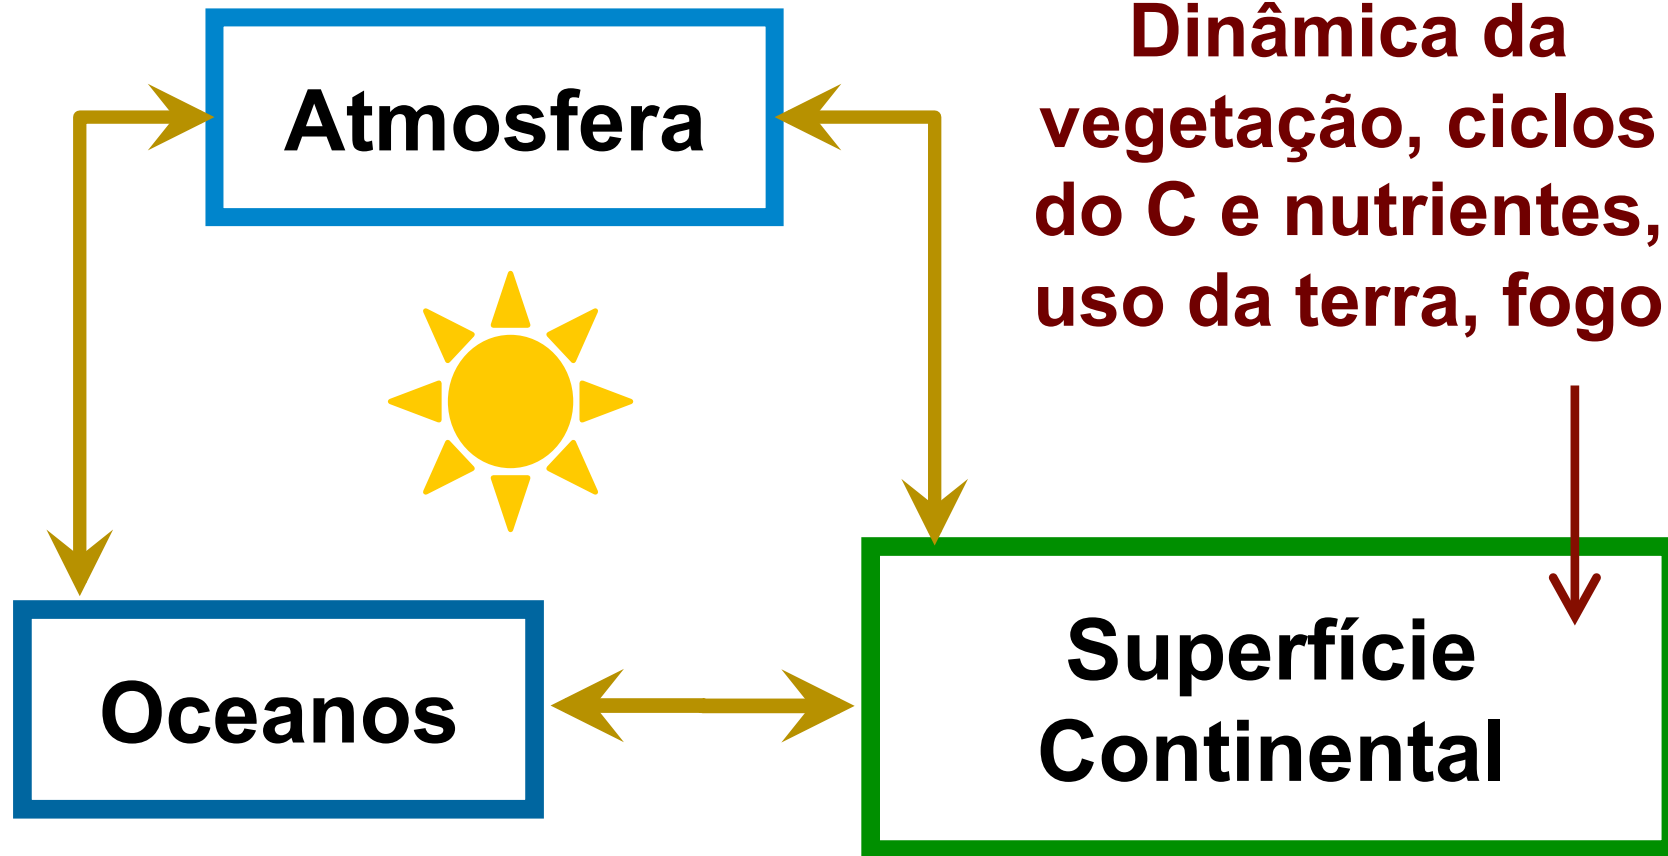 Atmosfera
Dinâmica da
vegetação, ciclos
do C e nutrientes,
uso da terra, fogo
Oceanos
Superfície
Continental